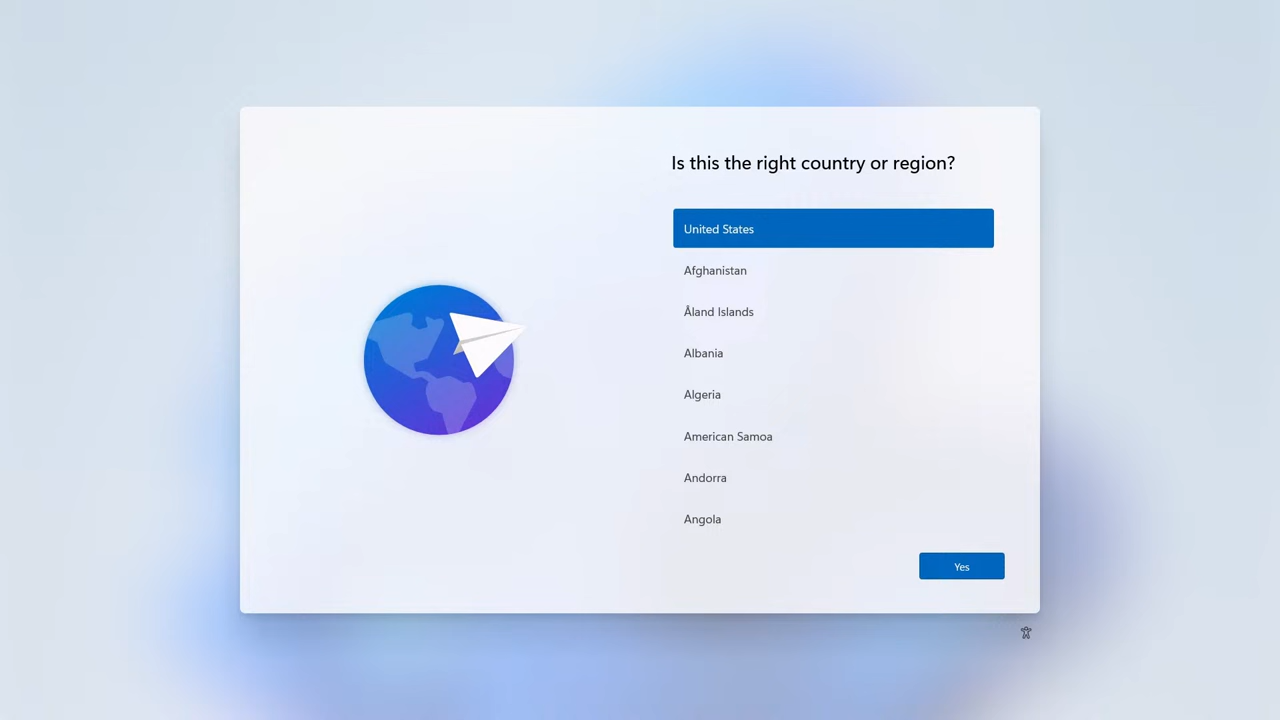 Is this the right country or region?
United States
Afghanistan
Åland Islands
Albania
Algeria
American Samoa
Andorra
Angola
Yes